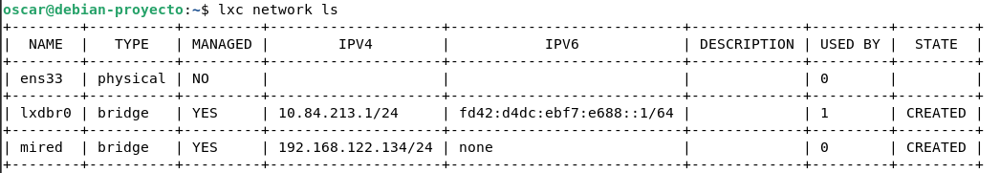 oscar@debian-proyecto:~$ lxc network ls
+--------+----------+---------+--------------------+---------------------------+-------------+---------+---------+
|  NAME  |   TYPE   | MANAGED |        IPV4        |           IPV6            | DESCRIPTION | USED BY |  STATE  |
+--------+----------+---------+--------------------+---------------------------+-------------+---------+---------+
| ens33  | physical | NO      |                    |                           |             | 0       |         |
+--------+----------+---------+--------------------+---------------------------+-------------+---------+---------+
| lxdbr0 | bridge   | YES     | 10.84.213.1/24     | fd42:d4dc:ebf7:e688::1/64 |             | 1       | CREATED |
+--------+----------+---------+--------------------+---------------------------+-------------+---------+---------+
| mired  | bridge   | YES     | 192.168.122.134/24 | none                      |             | 0       | CREATED |
+--------+----------+---------+--------------------+---------------------------+-------------+---------+---------+